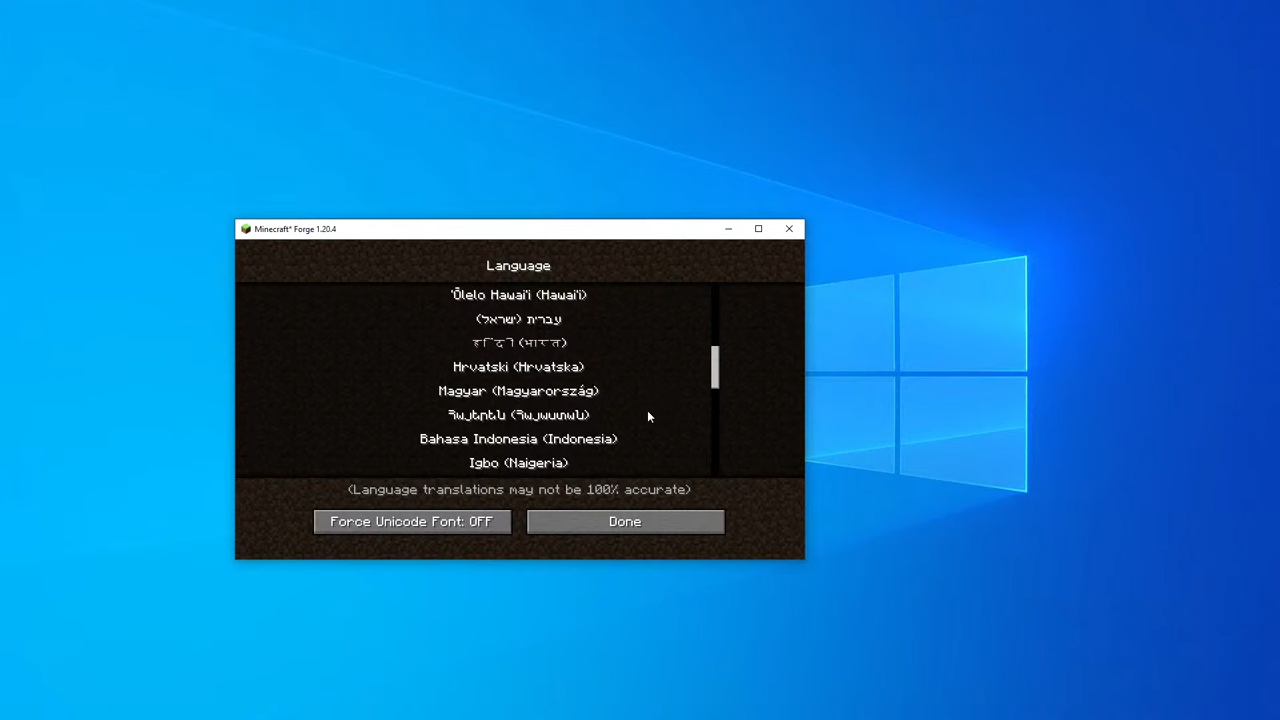 Minecraft* Forge 1.20.4
Language
ʻŌlelo Hawaiʻi (Hawaiʻi)
עברית (ישראל)
हिंदी (भारत)
Hrvatski (Hrvatska)
Magyar (Magyarország)
Հայերեն (Հայաստան)
Bahasa Indonesia (Indonesia)
Igbo (Naigeria)
(Language translations may not be 100% accurate)
Force Unicode Font: OFF
Done